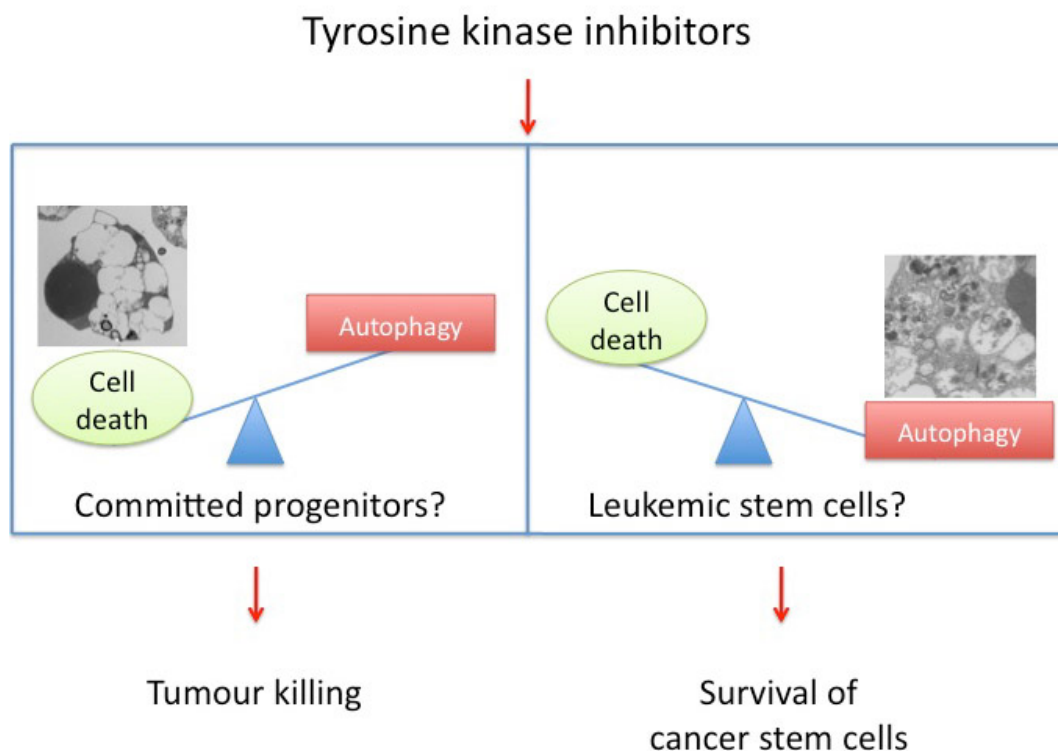 Tyrosine kinase inhibitors
Cell
death
Autophagy
Committed progenitors?
Cell
death
Autophagy
Leukemic stem cells?
Tumour killing
Survival of
cancer stem cells